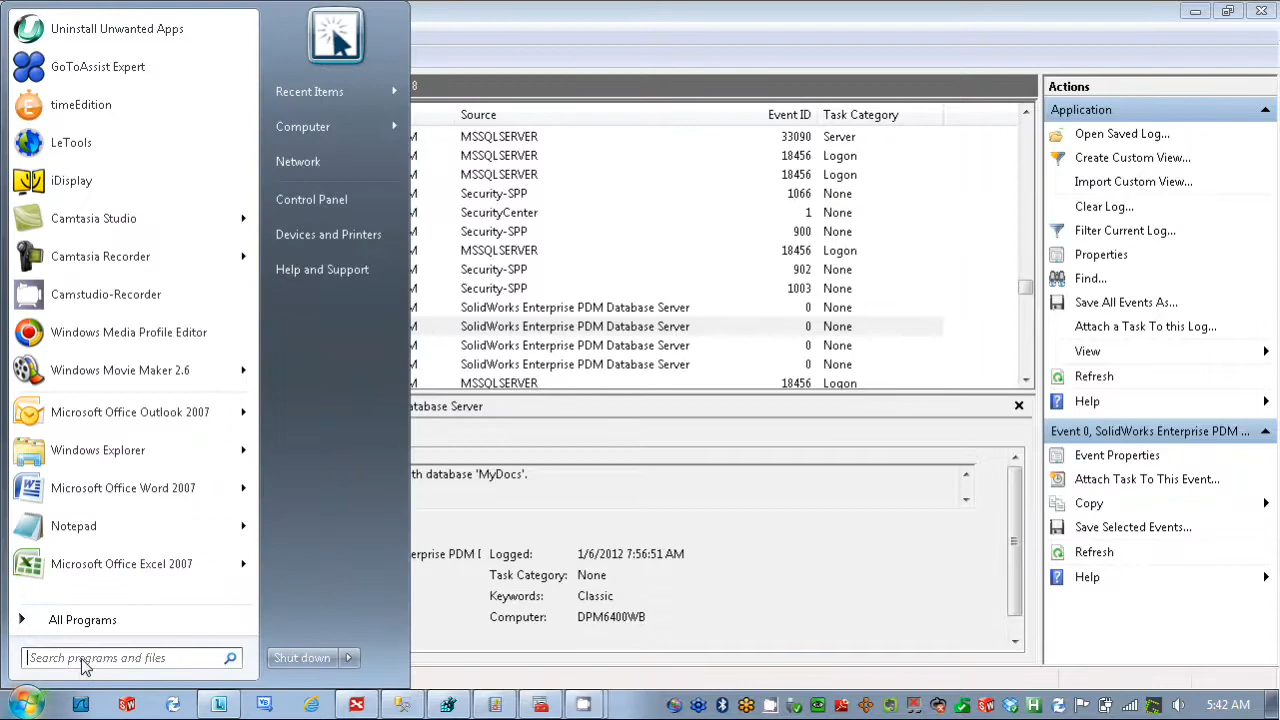 Uninstall Unwanted Apps
GoToAssist Expert
timeEdition
LeTools
iDisplay
Camtasia Studio
Camtasia Recorder
Camstudio-Recorder
Windows Media Profile Editor
Windows Movie Maker 2.6
Microsoft Office Outlook 2007
Windows Explorer
Microsoft Office Word 2007
Notepad
Microsoft Office Excel 2007
All Programs
Search programs and files
Recent Items
Computer
Network
Control Panel
Devices and Printers
Help and Support
Shut down
8
Source Event ID Task Category
M MSSQLSERVER 33090 Server
M MSSQLSERVER 18456 Logon
M MSSQLSERVER 18456 Logon
M Security-SPP 1066 None
M SecurityCenter 1 None
M Security-SPP 900 None
M MSSQLSERVER 18456 Logon
M Security-SPP 902 None
M Security-SPP 1003 None
M SolidWorks Enterprise PDM Database Server 0 None
M SolidWorks Enterprise PDM Database Server 0 None
M SolidWorks Enterprise PDM Database Server 0 None
M SolidWorks Enterprise PDM Database Server 0 None
M MSSQLSERVER 18456 Logon
atabase Server
th database 'MyDocs'.
erprise PDM D Logged: 1/6/2012 7:56:51 AM
Task Category: None
Keywords: Classic
Computer: DPM6400WB
Actions
Application
Open Saved Log...
Create Custom View...
Import Custom View...
Clear Log...
Filter Current Log...
Properties
Find...
Save All Events As...
Attach a Task To this Log...
View
Refresh
Help
Event 0, SolidWorks Enterprise PDM ...
Event Properties
Attach Task To This Event...
Copy
Save Selected Events...
Refresh
Help
5:42 AM